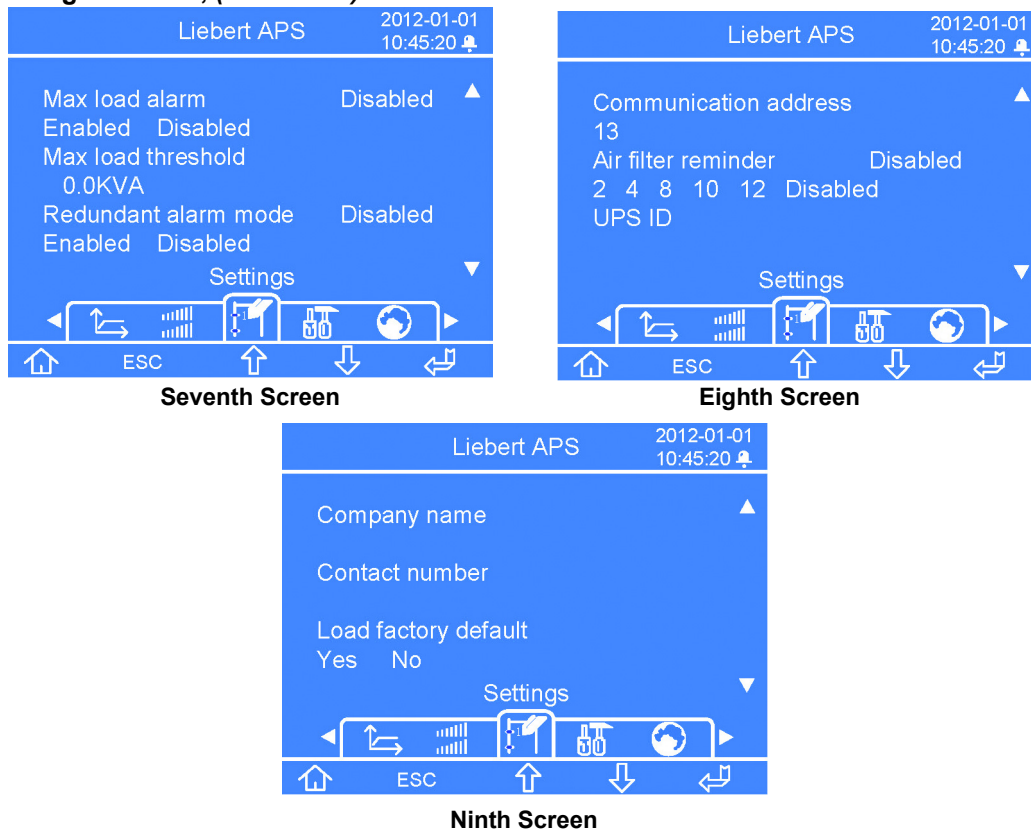 Liebert APS
2012-01-01
10:45:20
Max load alarm Disabled
Enabled Disabled
Max load threshold
0.0KVA
Redundant alarm mode Disabled
Enabled Disabled
Settings
ESC
Seventh Screen
Liebert APS
2012-01-01
10:45:20
Communication address
13
Air filter reminder Disabled
2 4 8 10 12 Disabled
UPS ID
Settings
ESC
Eighth Screen
Liebert APS
2012-01-01
10:45:20
Company name
Contact number
Load factory default
Yes No
Settings
ESC
Ninth Screen